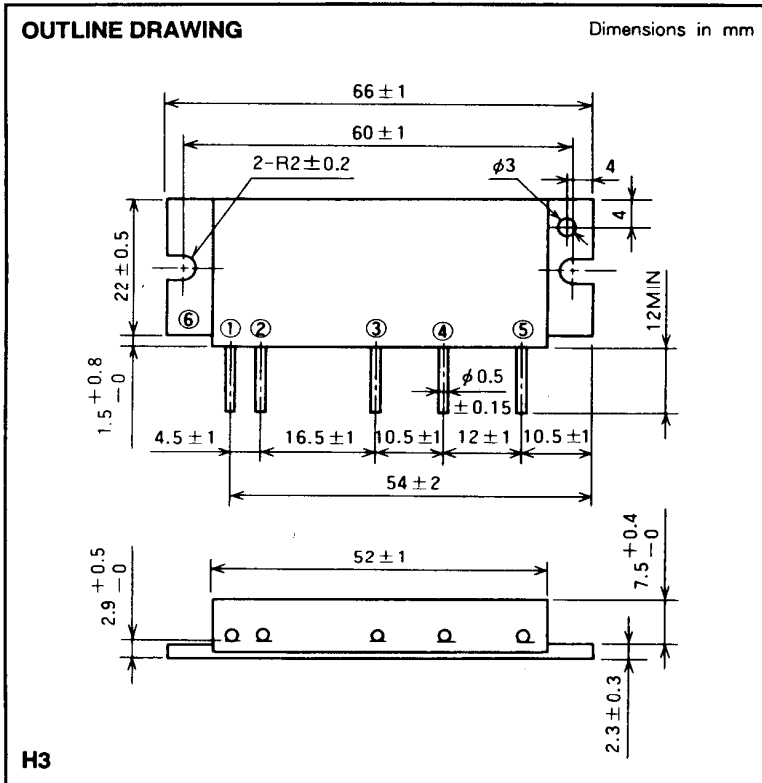 OUTLINE DRAWING
Dimensions in mm
66±1
60±1
2-R2±0.2
φ3
4
4
22±0.5
12MIN
⑥
① ② ③ ④ ⑤
1.5 +0.8 −0
φ0.5
±0.15
4.5±1 16.5±1 10.5±1 12±1 10.5±1
54±2
52±1
2.9 +0.5 −0
7.5 +0.4 −0
2.3±0.3
H3